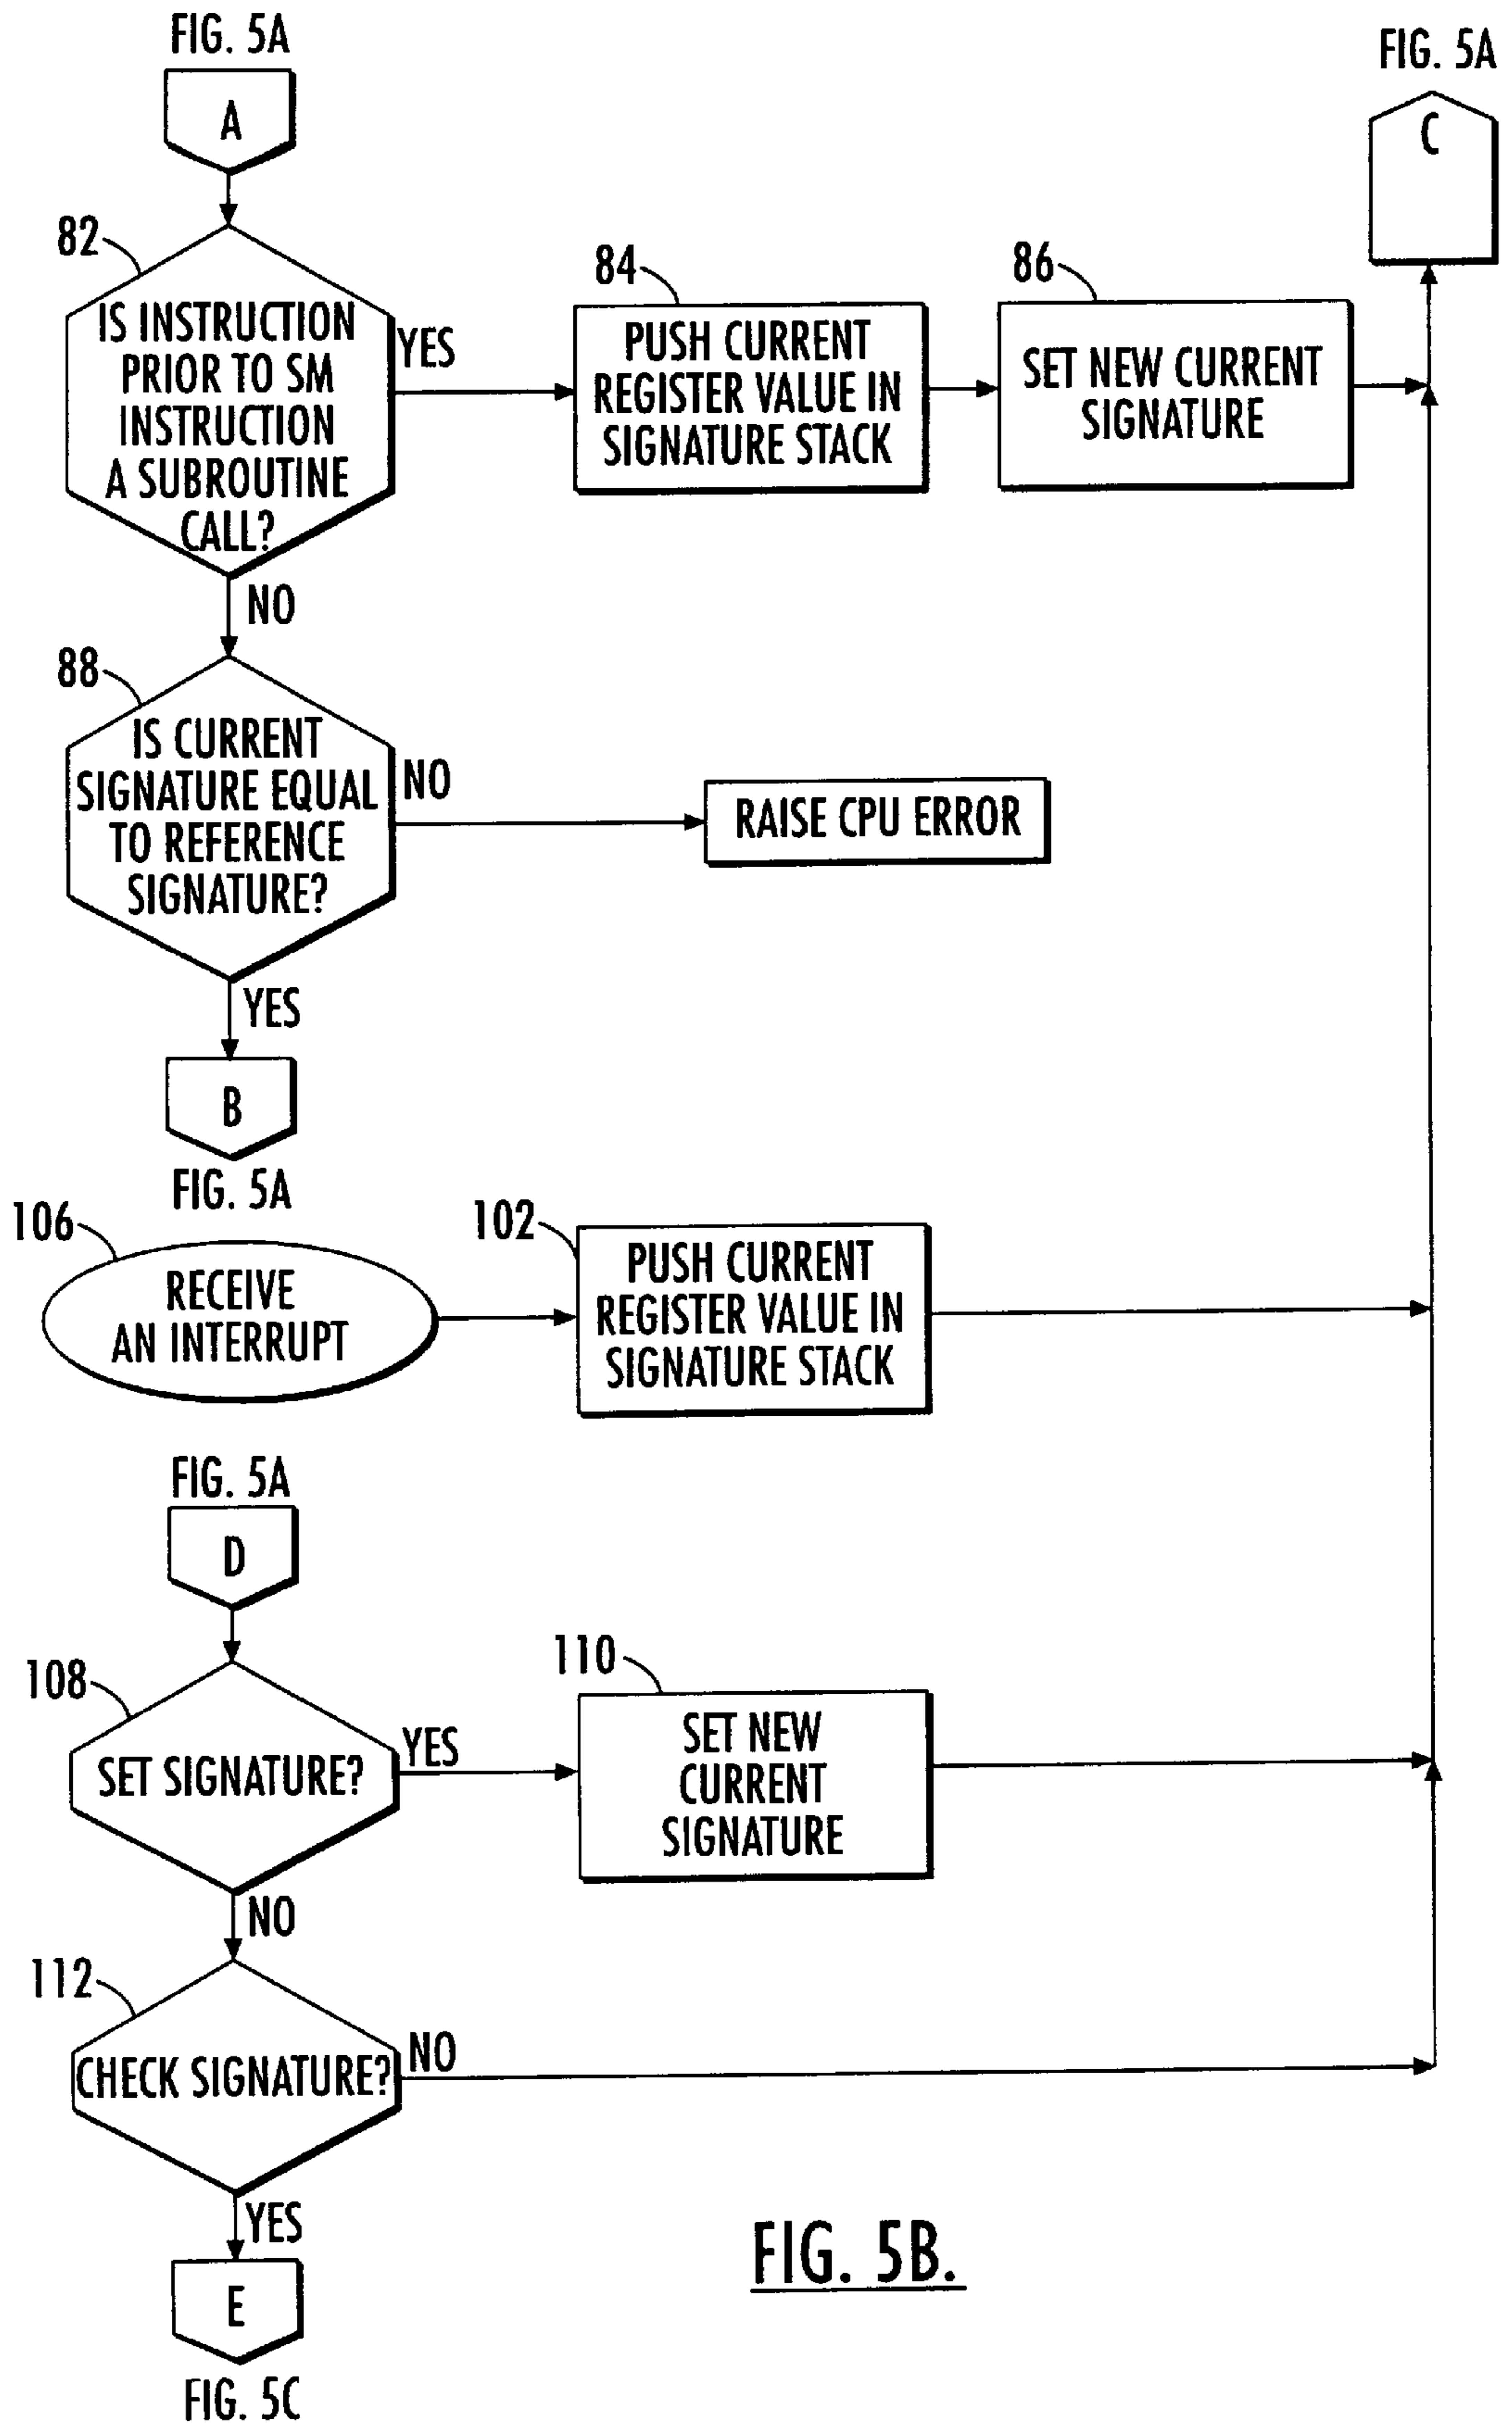 FIG. 5A
A
FIG. 5A
C
82
IS INSTRUCTION
PRIOR TO SM
INSTRUCTION
A SUBROUTINE
CALL?
YES
84
PUSH CURRENT
REGISTER VALUE IN
SIGNATURE STACK
86
SET NEW CURRENT
SIGNATURE
NO
88
IS CURRENT
SIGNATURE EQUAL
TO REFERENCE
SIGNATURE?
NO
RAISE CPU ERROR
YES
B
FIG. 5A
106
RECEIVE
AN INTERRUPT
102
PUSH CURRENT
REGISTER VALUE IN
SIGNATURE STACK
FIG. 5A
D
108
SET SIGNATURE?
YES
110
SET NEW
CURRENT
SIGNATURE
NO
112
CHECK SIGNATURE?
NO
YES
E
FIG. 5C
FIG. 5B.